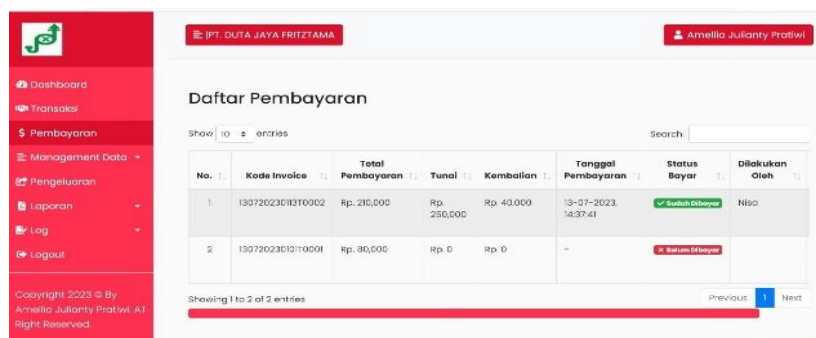 |PT. DUTA JAYA FRITZTAMA
Amellia Julianty Pratiwi
Dashboard
Transaksi
$ Pembayaran
Management Data
Pengeluaran
Laporan
Log
Logout
Copyright 2023 © By
Amellia Julianty Pratiwi. All
Right Reserved.
Daftar Pembayaran
Show 10 entries
Search:
No. Kode Invoice Total Pembayaran Tunai Kembalian Tanggal Pembayaran Status Bayar Dilakukan Oleh
1 Rp. 210,000 Rp. 250,000 Rp. 40,000 13-07-2023, 14:37:41 Sudah Dibayar Nisa
2 Rp. 80,000 Rp. 0 Rp. 0 - Belum Dibayar
Showing 1 to 2 of 2 entries
Previous 1 Next